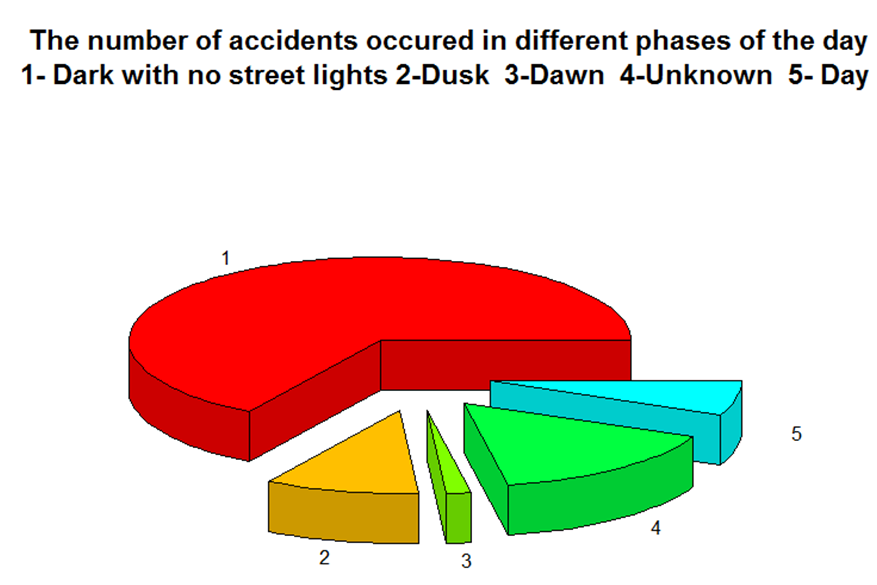 The number of accidents occured in different phases of the day
1- Dark with no street lights 2-Dusk  3-Dawn  4-Unknown  5- Day
1
5
4
2
3